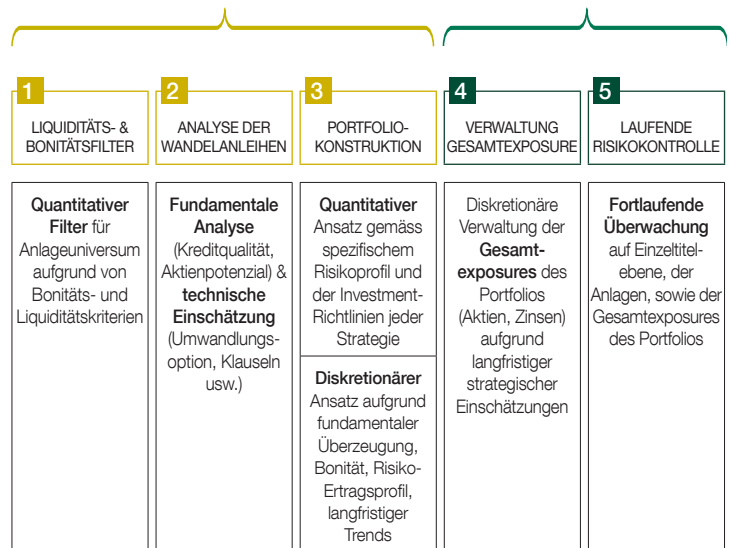 1
LIQUIDITÄTS- &
BONITÄTSFILTER
Quantitativer
Filter für
Anlageuniversum
aufgrund von
Bonitäts- und
Liquiditätskriterien
2
ANALYSE DER
WANDELANLEIHEN
Fundamentale
Analyse
(Kreditqualität,
Aktienpotenzial) &
technische
Einschätzung
(Umwandlungs-
option, Klauseln
usw.)
3
PORTFOLIO-
KONSTRUKTION
Quantitativer
Ansatz gemäss
spezifischem
Risikoprofil und
der Investment-
Richtlinien jeder
Strategie
Diskretionärer
Ansatz aufgrund
fundamentaler
Überzeugung,
Bonität, Risiko-
Ertragsprofil,
langfristiger
Trends
4
VERWALTUNG
GESAMTEXPOSURE
Diskretionäre
Verwaltung der
Gesamt-
exposures des
Portfolios
(Aktien, Zinsen)
aufgrund
langfristiger
strategischer
Einschätzungen
5
LAUFENDE
RISIKOKONTROLLE
Fortlaufende
Überwachung
auf Einzeltitel-
ebene, der
Anlagen, sowie der
Gesamtexposures
des Portfolios